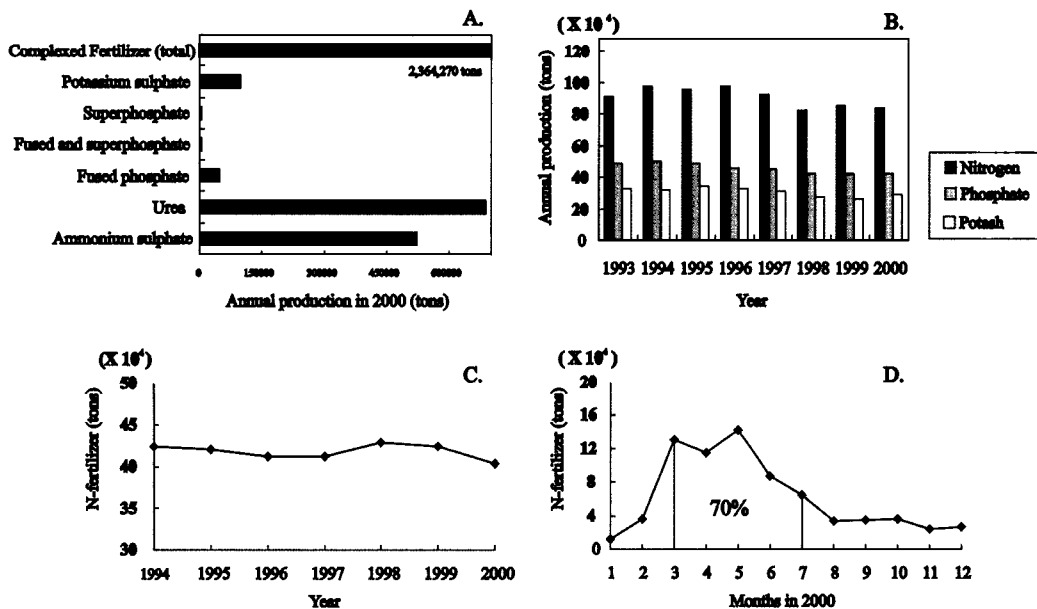 A.
Complexed Fertilizer (total)
2,364,270 tons
Potassium sulphate
Superphosphate
Fused and superphosphate
Fused phosphate
Urea
Ammonium sulphate
0 150000 300000 450000 600000
Annual production in 2000 (tons)
B.
(X 10⁴)
Annual production (tons)
120
100
80
60
40
20
0
1993 1994 1995 1996 1997 1998 1999 2000
Year
Nitrogen
Phosphate
Potash
C.
(X 10⁴)
N-fertilizer (tons)
50
45
40
35
30
1994 1995 1996 1997 1998 1999 2000
Year
D.
(X 10⁴)
N-fertilizer (tons)
20
16
12
8
4
0
70%
1 2 3 4 5 6 7 8 9 10 11 12
Months in 2000